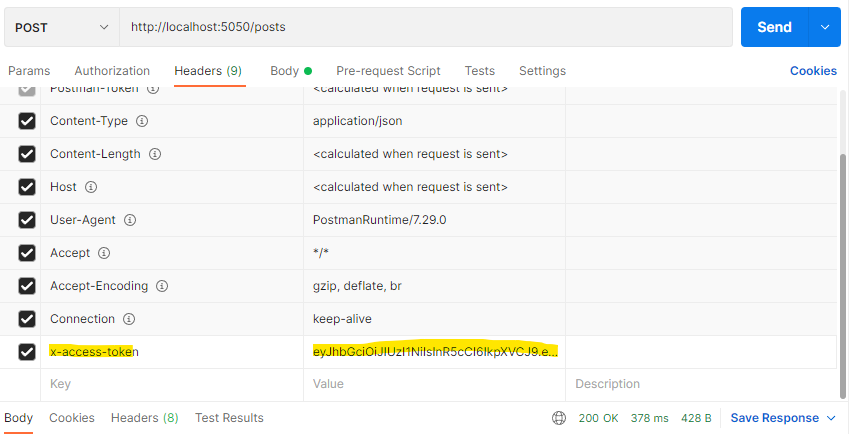 POST http://localhost:5050/posts Send
Params Authorization Headers (9) Body Pre-request Script Tests Settings Cookies
Postman-Token <calculated when request is sent>
Content-Type application/json
Content-Length <calculated when request is sent>
Host <calculated when request is sent>
User-Agent PostmanRuntime/7.29.0
Accept */*
Accept-Encoding gzip, deflate, br
Connection keep-alive
x-access-token eyJhbGciOiJIUzI1NiIsInR5cCI6IkpXVCJ9.e...
Key Value Description
Body Cookies Headers (8) Test Results 200 OK 378 ms 428 B Save Response